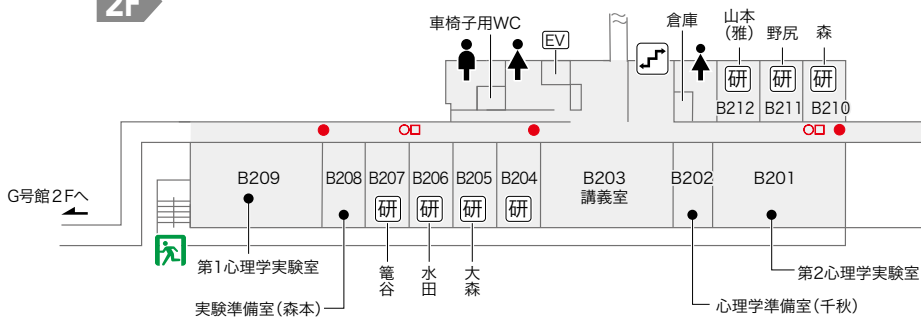 2F
車椅子用WC
EV
倉庫
山本
(雅)
野尻
森
研
研
研
B212
B211
B210
G号館2Fへ
B209
B208
B207
B206
B205
B204
B203
講義室
B202
B201
研
研
研
研
第1心理学実験室
篭谷
水田
大森
第2心理学実験室
実験準備室(森本)
心理学準備室(千秋)